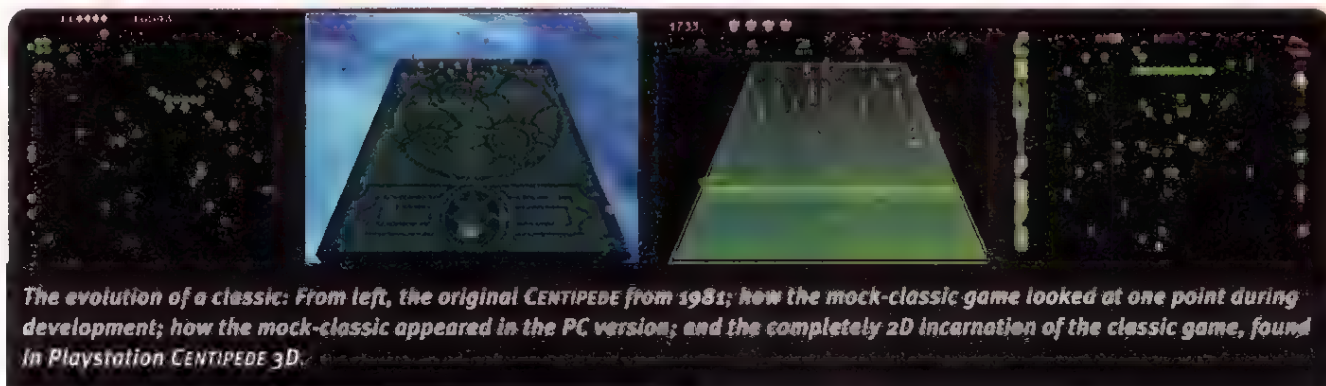 1733
The evolution of a classic: From left, the original CENTIPEDE from 1981; how the mock-classic game looked at one point during
development; how the mock-classic appeared in the PC version; and the completely 2D incarnation of the classic game, found
in Playstation CENTIPEDE 3D.